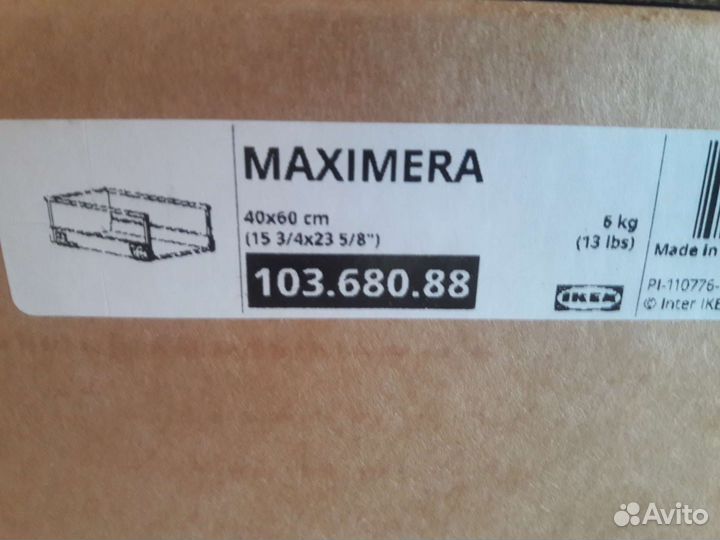 MAXIMERA
40x60 cm
(15 3/4x23 5/8")
103.680.88
6 kg
(13 lbs)
IKEA
Made in
PI-110776-
© Inter IKE
Avito